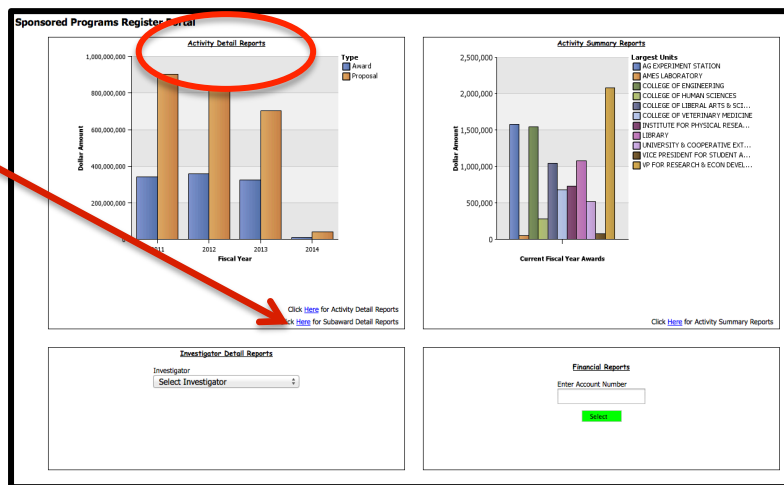 Sponsored Programs Register Portal
Activity Detail Reports
Type
Award
Proposal
1,000,000,000
800,000,000
600,000,000
400,000,000
200,000,000
0
Dollar Amount
2011
2012
2013
2014
Fiscal Year
Click Here for Activity Detail Reports
Click Here for Subaward Detail Reports
Activity Summary Reports
Largest Units
AG EXPERIMENT STATION
AMES LABORATORY
COLLEGE OF ENGINEERING
COLLEGE OF HUMAN SCIENCES
COLLEGE OF LIBERAL ARTS & SCI...
COLLEGE OF VETERINARY MEDICINE
INSTITUTE FOR PHYSICAL RESEA...
LIBRARY
UNIVERSITY & COOPERATIVE EXT...
VICE PRESIDENT FOR STUDENT A...
VP FOR RESEARCH & ECON DEVEL...
2,500,000
2,000,000
1,500,000
1,000,000
500,000
0
Dollar Amount
Current Fiscal Year Awards
Click Here for Activity Summary Reports
Investigator Detail Reports
Investigator
Select Investigator
Financial Reports
Enter Account Number
Select